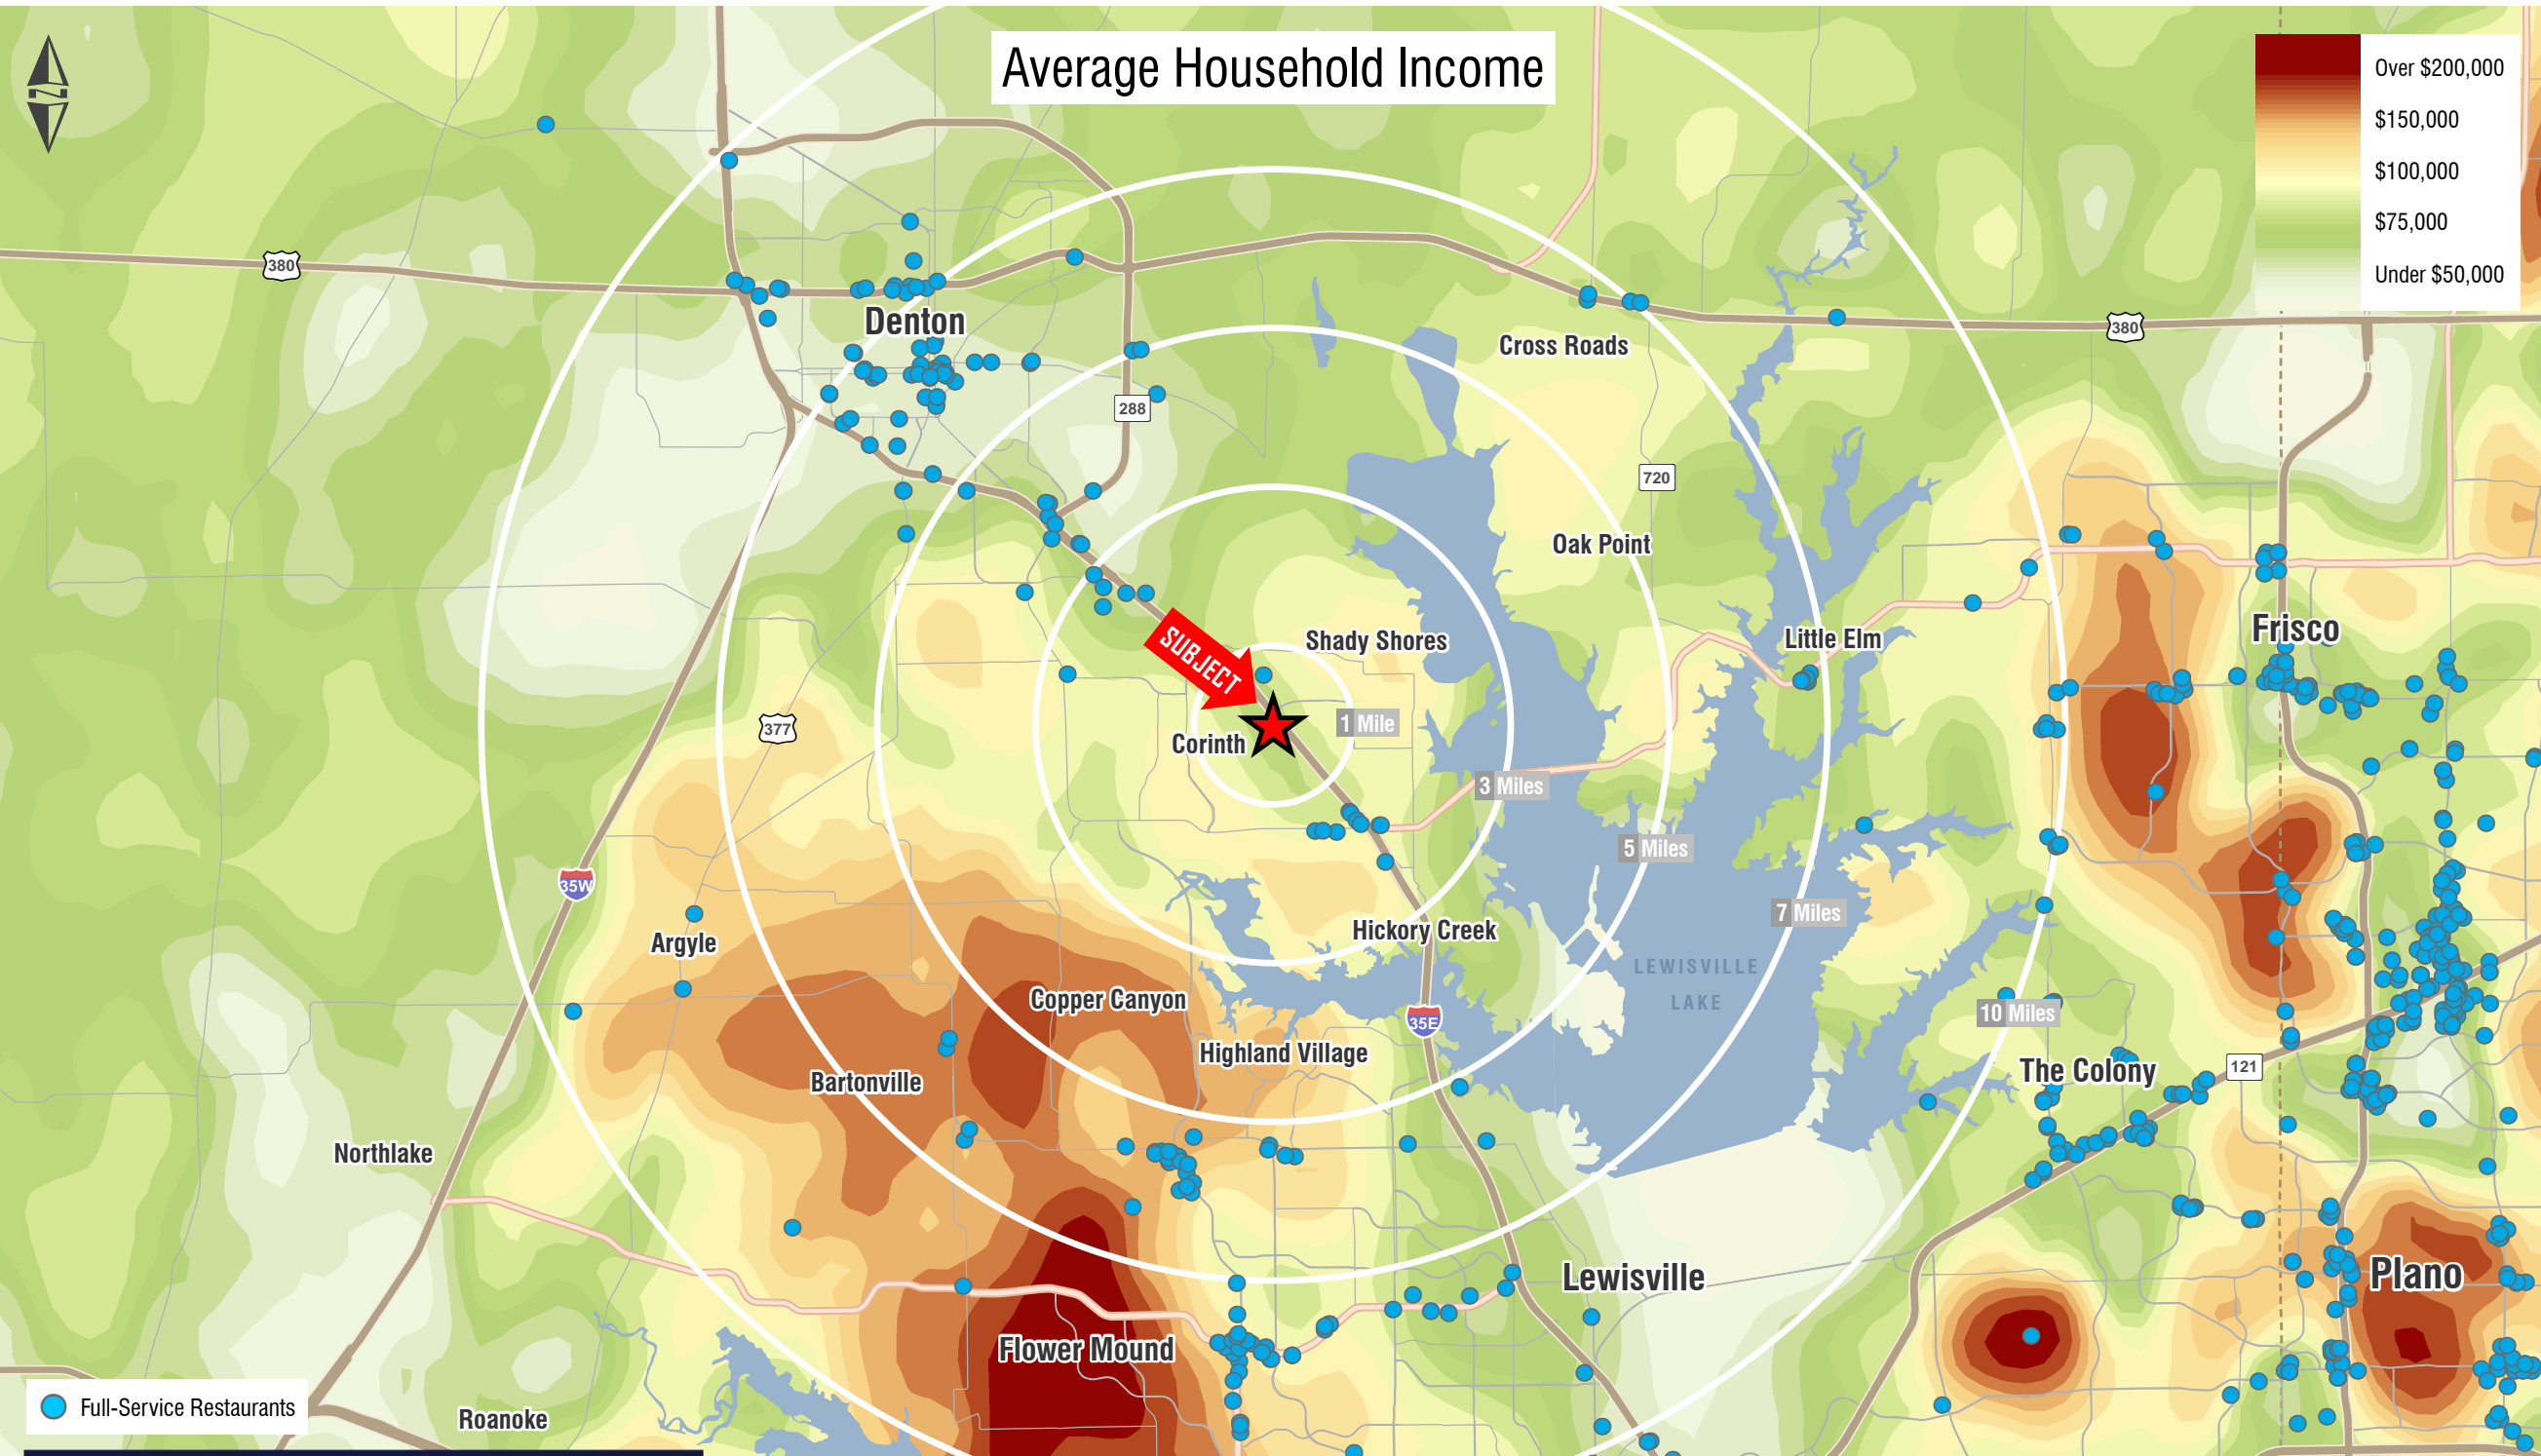 Average Household Income
N
Over $200,000
$150,000
$100,000
$75,000
Under $50,000
380
Denton
380
Cross Roads
288
720
Oak Point
Frisco
Shady Shores
Little Elm
SUBJECT
377
1 Mile
Corinth
3 Miles
5 Miles
35W
7 Miles
Argyle
Hickory Creek
LEWISVILLE
LAKE
Copper Canyon
10 Miles
35E
Highland Village
121
The Colony
Bartonville
Northlake
Lewisville
Plano
Flower Mound
Full-Service Restaurants
Roanoke